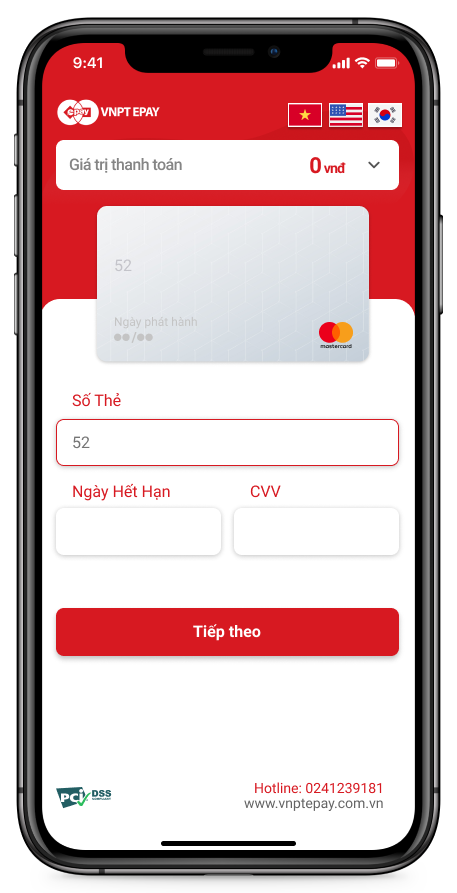 9:41
epay VNPT EPAY
Giá trị thanh toán 0 vnđ
52
Ngày phát hành
●●/●●
mastercard
Số Thẻ
52
Ngày Hết Hạn CVV
Tiếp theo
PCI DSS
COMPLIANT
Hotline: 0241239181
www.vnptepay.com.vn